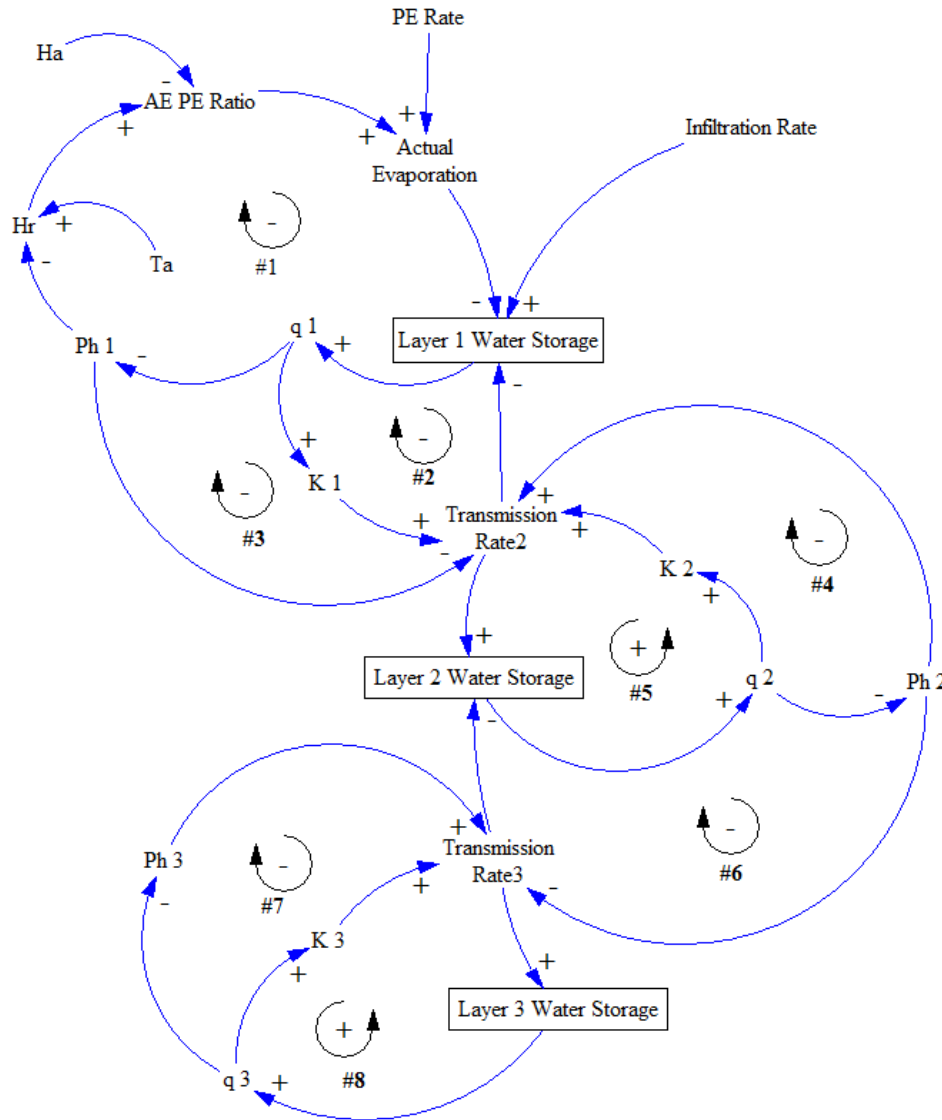 PE Rate
Ha
-
AE PE Ratio
+
+
+
Actual
Evaporation
Infiltration Rate
Hr
+
-
-
#1
Ta
-
+
Ph 1
-
q 1
+
Layer 1 Water Storage
-
-
#2
+
K 1
-
#3
+
-
Transmission
Rate2
+
+
K 2
+
-
#4
+
Layer 2 Water Storage
+
#5
q 2
+
-
Ph 2
-
-
#6
Ph 3
-
-
#7
+
Transmission
Rate3
+
-
K 3
+
+
Layer 3 Water Storage
+
#8
q 3
+